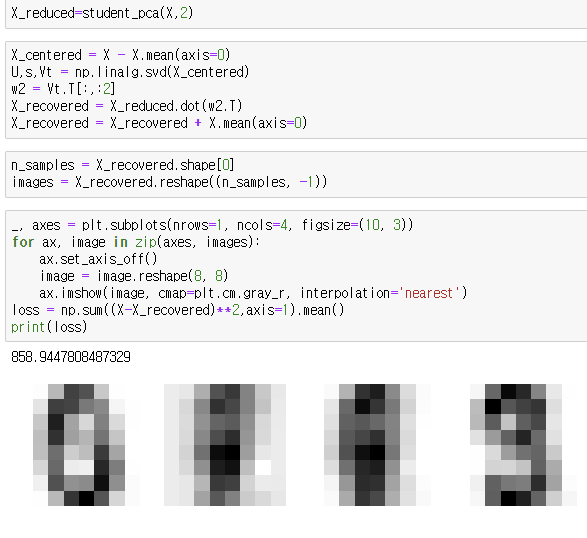 X_reduced=student_pca(X,2)
X_centered = X - X.mean(axis=0)
U,s,Vt = np.linalg.svd(X_centered)
w2 = Vt.T[:,:2]
X_recovered = X_reduced.dot(w2.T)
X_recovered = X_recovered + X.mean(axis=0)
n_samples = X_recovered.shape[0]
images = X_recovered.reshape((n_samples, -1))
_, axes = plt.subplots(nrows=1, ncols=4, figsize=(10, 3))
for ax, image in zip(axes, images):
    ax.set_axis_off()
    image = image.reshape(8, 8)
    ax.imshow(image, cmap=plt.cm.gray_r, interpolation='nearest')
loss = np.sum((X-X_recovered)**2,axis=1).mean()
print(loss)
858.9447808487329